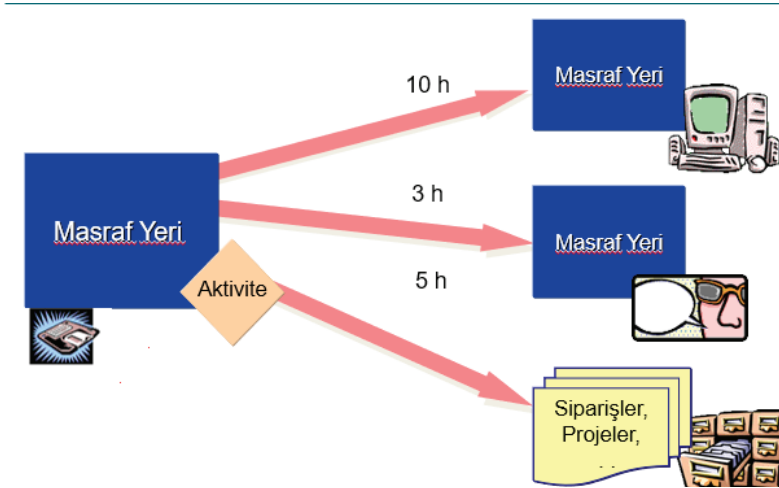 10 h
Masraf Yeri
Masraf Yeri
3 h
Masraf Yeri
Aktivite
5 h
Siparişler,
Projeler,
. .